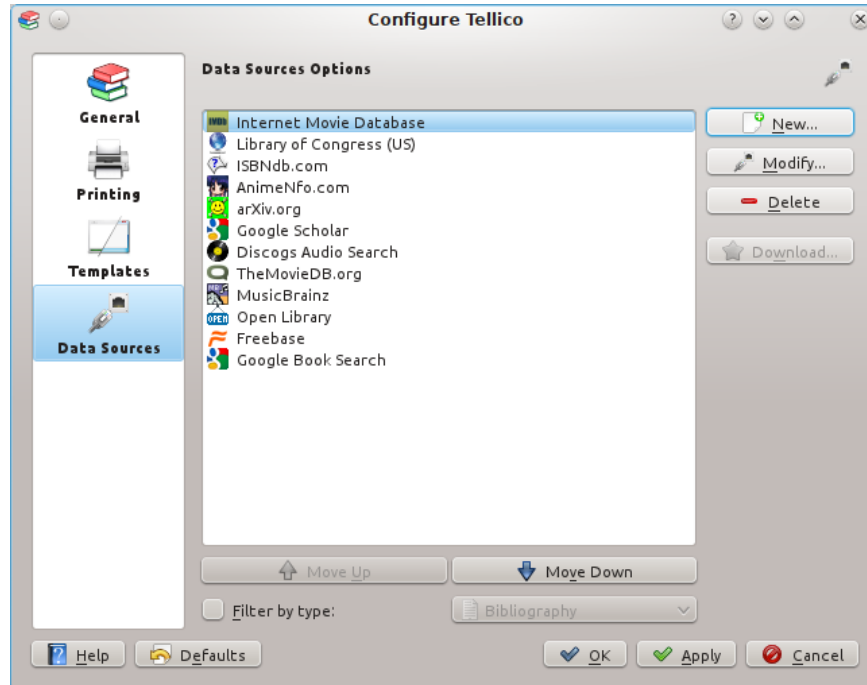 Configure Tellico
General
Printing
Templates
Data Sources
Data Sources Options
Internet Movie Database
Library of Congress (US)
ISBNdb.com
AnimeNfo.com
arXiv.org
Google Scholar
Discogs Audio Search
TheMovieDB.org
MusicBrainz
Open Library
Freebase
Google Book Search
New...
Modify...
Delete
Download...
Move Up
Move Down
Filter by type:
Bibliography
Help
Defaults
OK
Apply
Cancel